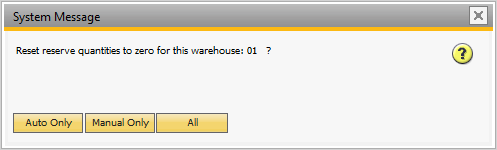 System Message
Reset reserve quantities to zero for this warehouse: 01 ?
?
Auto Only Manual Only All